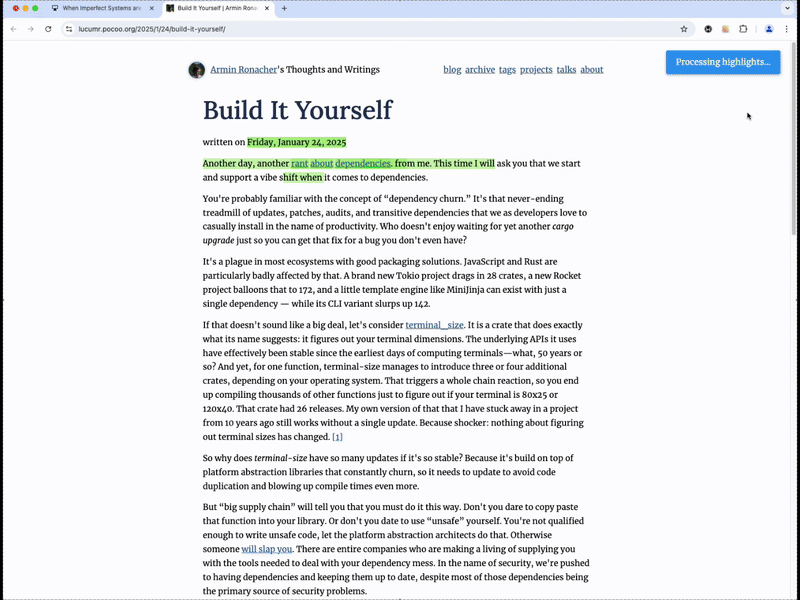 When Imperfect Systems are
Build It Yourself | Armin Rona
lucumr.pocoo.org/2025/1/24/build-it-yourself/
Processing highlights...
Armin Ronacher's Thoughts and Writings
blog archive tags projects talks about
Build It Yourself
written on Friday, January 24, 2025
Another day, another rant about dependencies. from me. This time I will ask you that we start
and support a vibe shift when it comes to dependencies.
You're probably familiar with the concept of “dependency churn.” It's that never-ending
treadmill of updates, patches, audits, and transitive dependencies that we as developers love to
casually install in the name of productivity. Who doesn't enjoy waiting for yet another cargo
upgrade just so you can get that fix for a bug you don't even have?
It's a plague in most ecosystems with good packaging solutions. JavaScript and Rust are
particularly badly affected by that. A brand new Tokio project drags in 28 crates, a new Rocket
project balloons that to 172, and a little template engine like MiniJinja can exist with just a
single dependency — while its CLI variant slurps up 142.
If that doesn't sound like a big deal, let's consider terminal_size. It is a crate that does exactly
what its name suggests: it figures out your terminal dimensions. The underlying APIs it uses
have effectively been stable since the earliest days of computing terminals—what, 50 years or
so? And yet, for one function, terminal-size manages to introduce three or four additional
crates, depending on your operating system. That triggers a whole chain reaction, so you end
up compiling thousands of other functions just to figure out if your terminal is 80x25 or
120x40. That crate had 26 releases. My own version of that that I have stuck away in a project
from 10 years ago still works without a single update. Because shocker: nothing about figuring
out terminal sizes has changed. [1]
So why does terminal-size have so many updates if it's so stable? Because it's build on top of
platform abstraction libraries that constantly churn, so it needs to update to avoid code
duplication and blowing up compile times even more.
But “big supply chain” will tell you that you must do it this way. Don't you dare to copy paste
that function into your library. Or don't you date to use “unsafe” yourself. You're not qualified
enough to write unsafe code, let the platform abstraction architects do that. Otherwise
someone will slap you. There are entire companies who are making a living of supplying you
with the tools needed to deal with your dependency mess. In the name of security, we're pushed
to having dependencies and keeping them up to date, despite most of those dependencies being
the primary source of security problems.